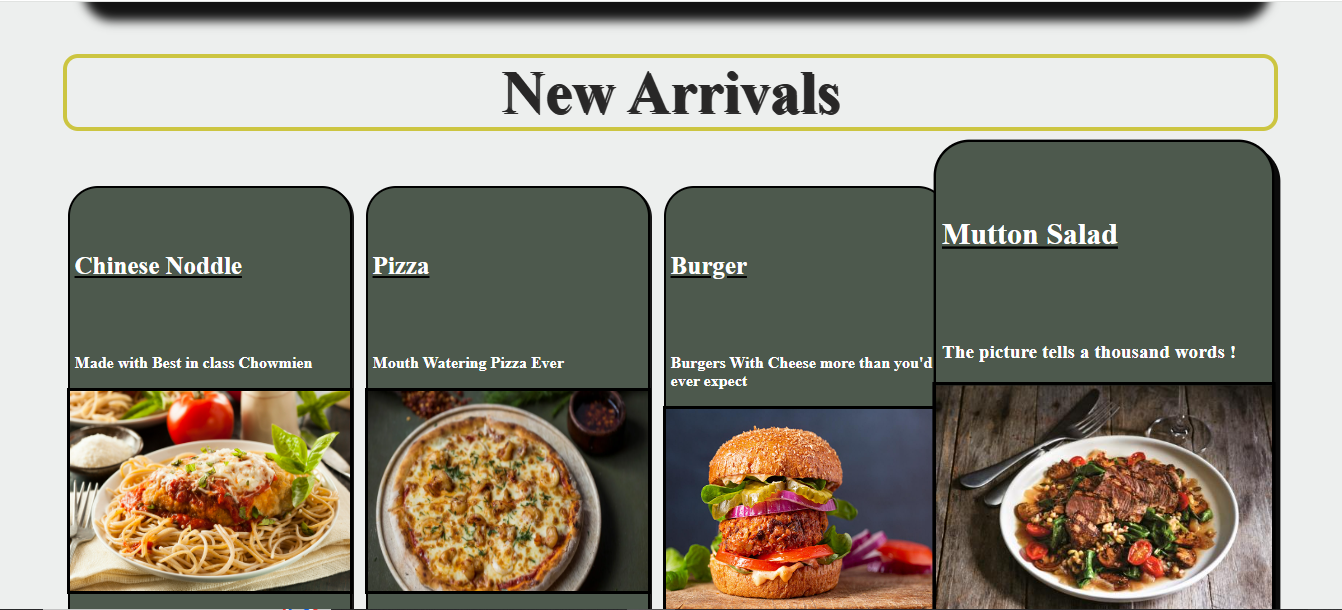 New Arrivals
Chinese Noddle
Made with Best in class Chowmien
Pizza
Mouth Watering Pizza Ever
Burger
Burgers With Cheese more than you'd
ever expect
Mutton Salad
The picture tells a thousand words !